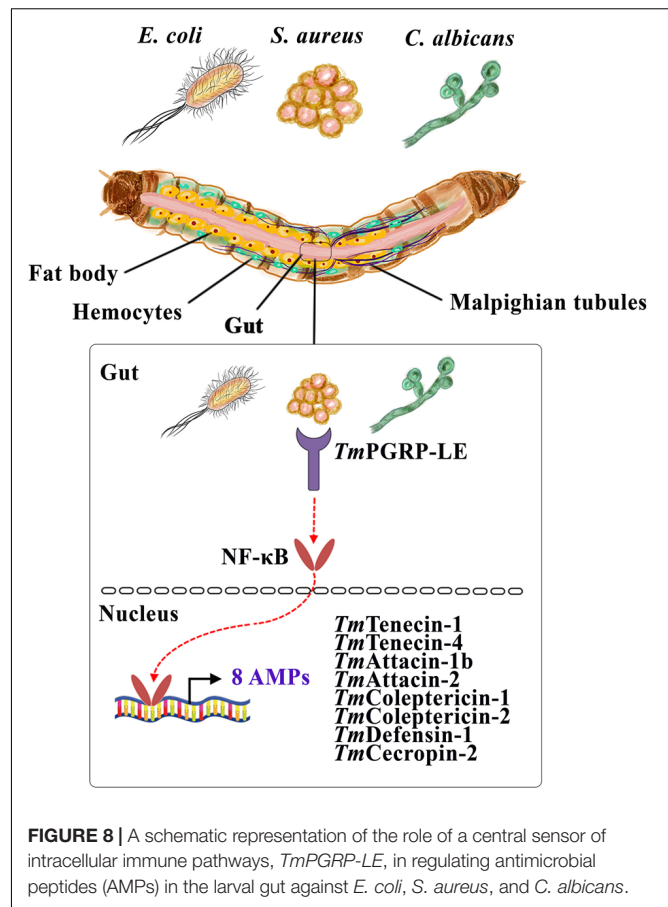 E. coli S. aureus C. albicans
Fat body
Hemocytes
Gut
Malpighian tubules
Gut
TmPGRP-LE
NF-κB
Nucleus
8 AMPs
TmTenecin-1
TmTenecin-4
TmAttacin-1b
TmAttacin-2
TmColeptericin-1
TmColeptericin-2
TmDefensin-1
TmCecropin-2
FIGURE 8 | A schematic representation of the role of a central sensor of
intracellular immune pathways, TmPGRP-LE, in regulating antimicrobial
peptides (AMPs) in the larval gut against E. coli, S. aureus, and C. albicans.